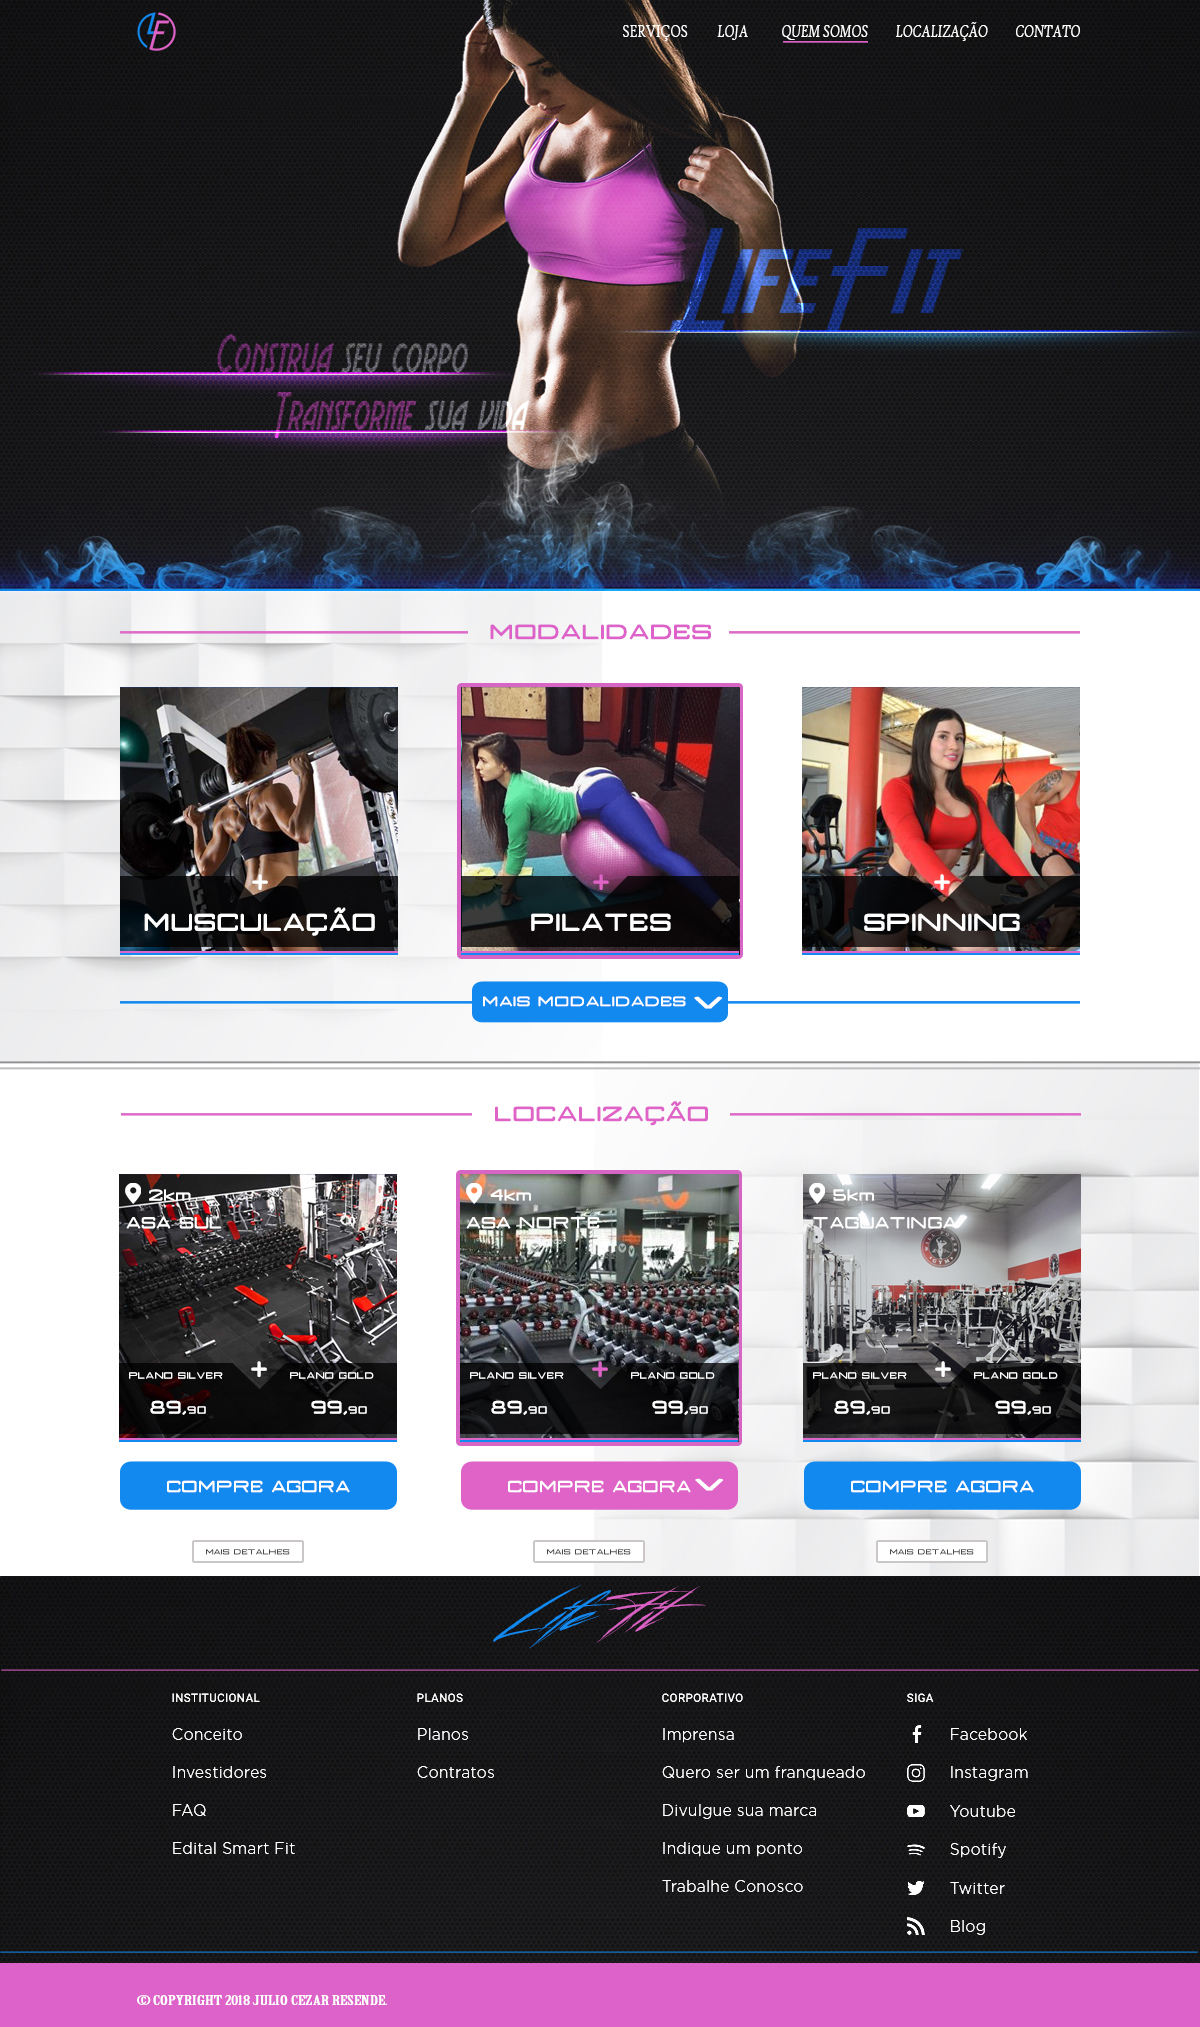 LF
SERVIÇOS LOJA QUEM SOMOS LOCALIZAÇÃO CONTATO
LIFEFIT
CONSTRUA SEU CORPO
TRANSFORME SUA VIDA
MODALIDADES
MUSCULAÇÃO
PILATES
SPINNING
MAIS MODALIDADES
LOCALIZAÇÃO
2km
ASA SUL
PLANO SILVER PLANO GOLD
89,90 99,90
4km
ASA NORTE
PLANO SILVER PLANO GOLD
89,90 99,90
5km
TAGUATINGA
PLANO SILVER PLANO GOLD
89,90 99,90
COMPRE AGORA
COMPRE AGORA
COMPRE AGORA
MAIS DETALHES
MAIS DETALHES
MAIS DETALHES
Life Fit
INSTITUCIONAL
Conceito
Investidores
FAQ
Edital Smart Fit
PLANOS
Planos
Contratos
CORPORATIVO
Imprensa
Quero ser um franqueado
Divulgue sua marca
Indique um ponto
Trabalhe Conosco
SIGA
Facebook
Instagram
Youtube
Spotify
Twitter
Blog
© COPYRIGHT 2018 JULIO CEZAR RESENDE.